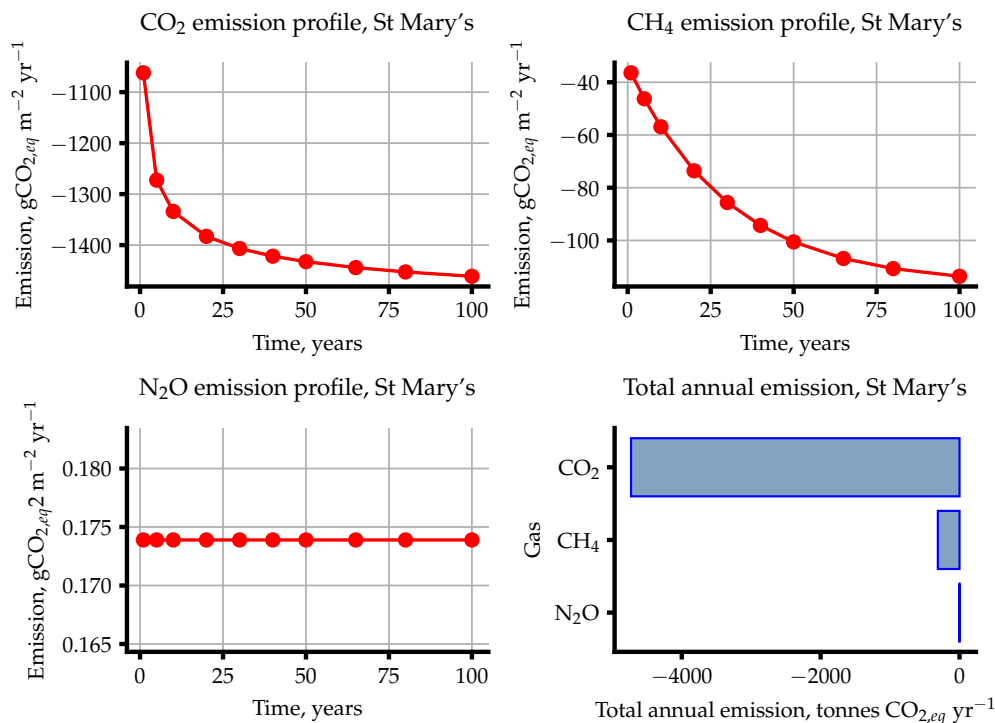 CO₂ emission profile, St Mary's
Emission, gCO₂,eq m⁻² yr⁻¹
−1100
−1200
−1300
−1400
0 25 50 75 100
Time, years
CH₄ emission profile, St Mary's
Emission, gCO₂,eq m⁻² yr⁻¹
−40
−60
−80
−100
0 25 50 75 100
Time, years
N₂O emission profile, St Mary's
Emission, gCO₂,eq2 m⁻² yr⁻¹
0.180
0.175
0.170
0.165
0 25 50 75 100
Time, years
Total annual emission, St Mary's
Gas
CO₂
CH₄
N₂O
−4000 −2000 0
Total annual emission, tonnes CO₂,eq yr⁻¹